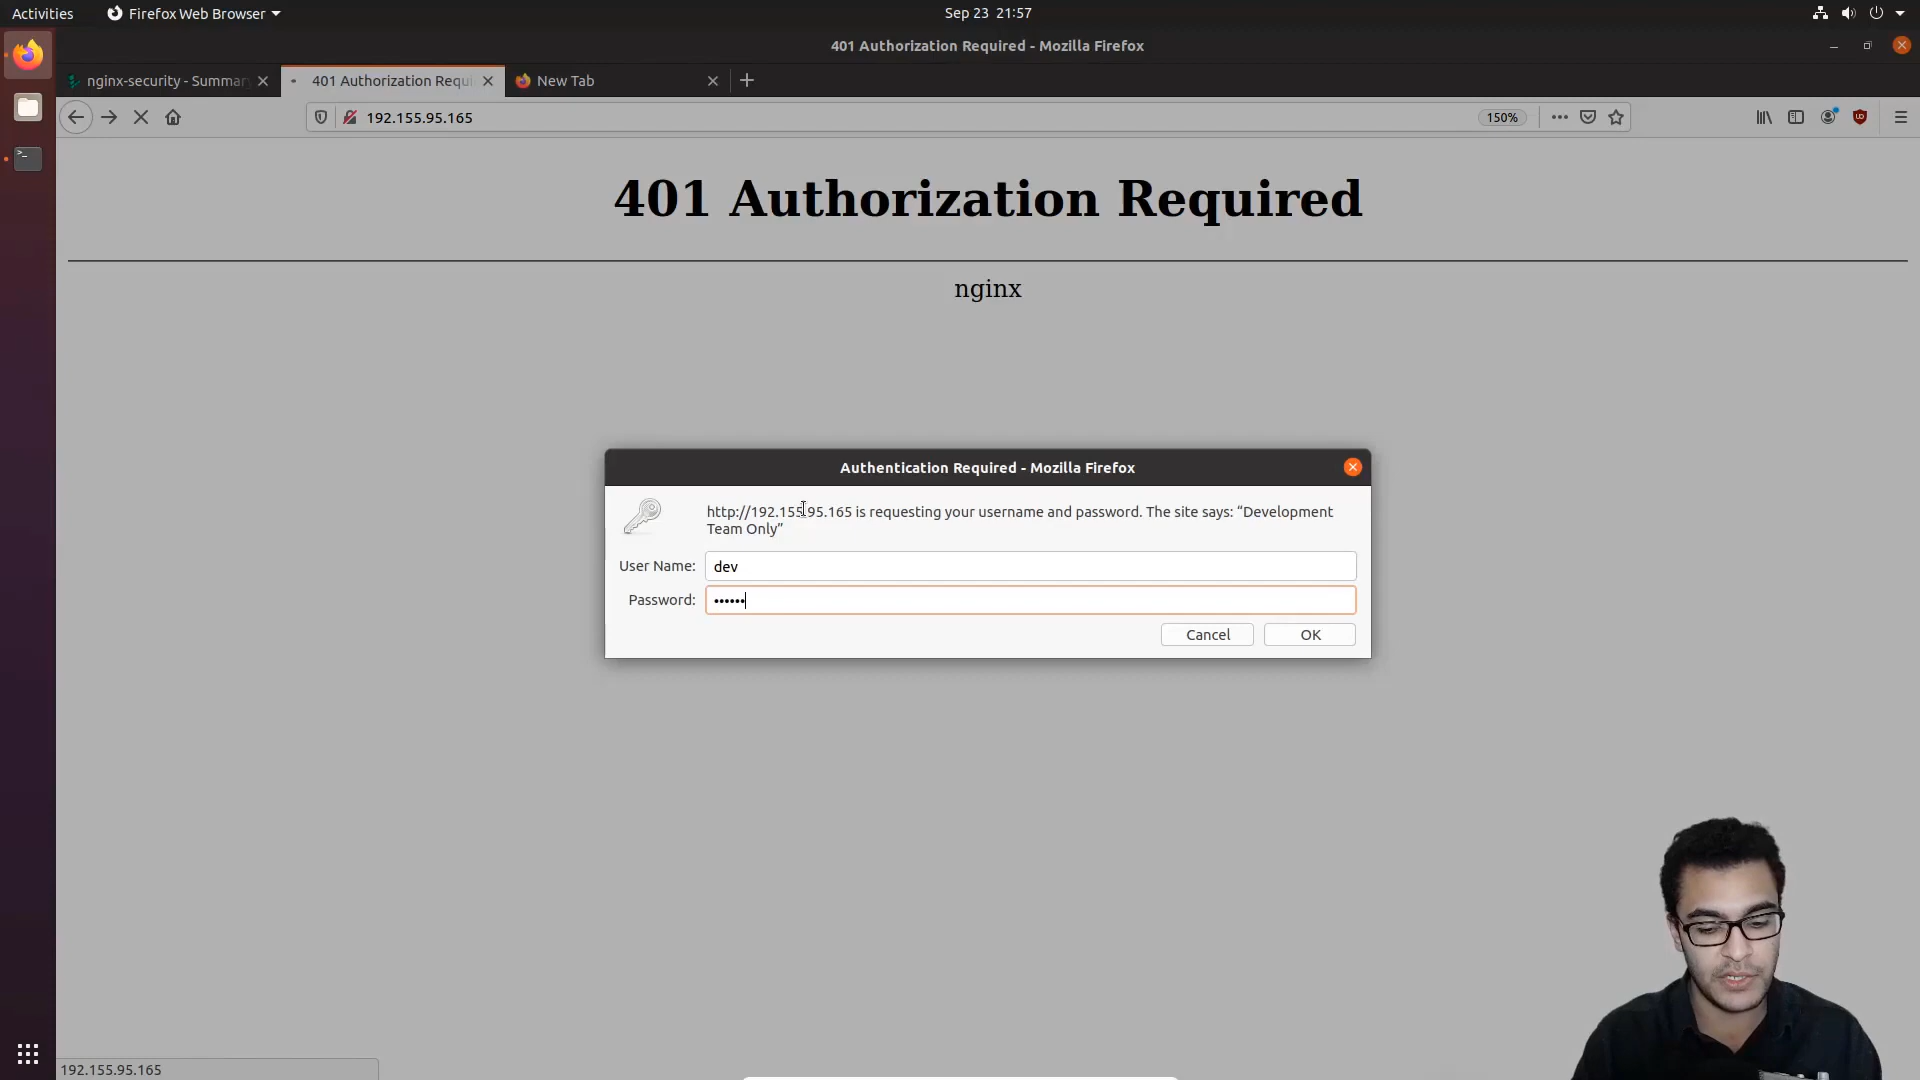 Activities
Firefox Web Browser
Sep 23 21:57
401 Authorization Required - Mozilla Firefox
nginx-security - Summar
401 Authorization Requi
New Tab
192.155.95.165
150%
401 Authorization Required
nginx
Authentication Required - Mozilla Firefox
http://192.155.95.165 is requesting your username and password. The site says: “Development
Team Only”
User Name:
dev
Password:
••••••
Cancel
OK
192.155.95.165